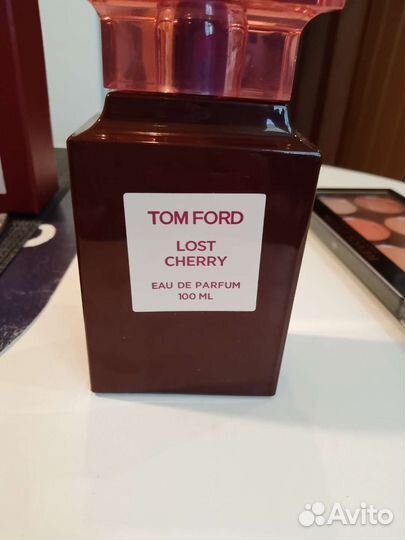 TOM FORD
LOST
CHERRY
EAU DE PARFUM
100 ML
Avito